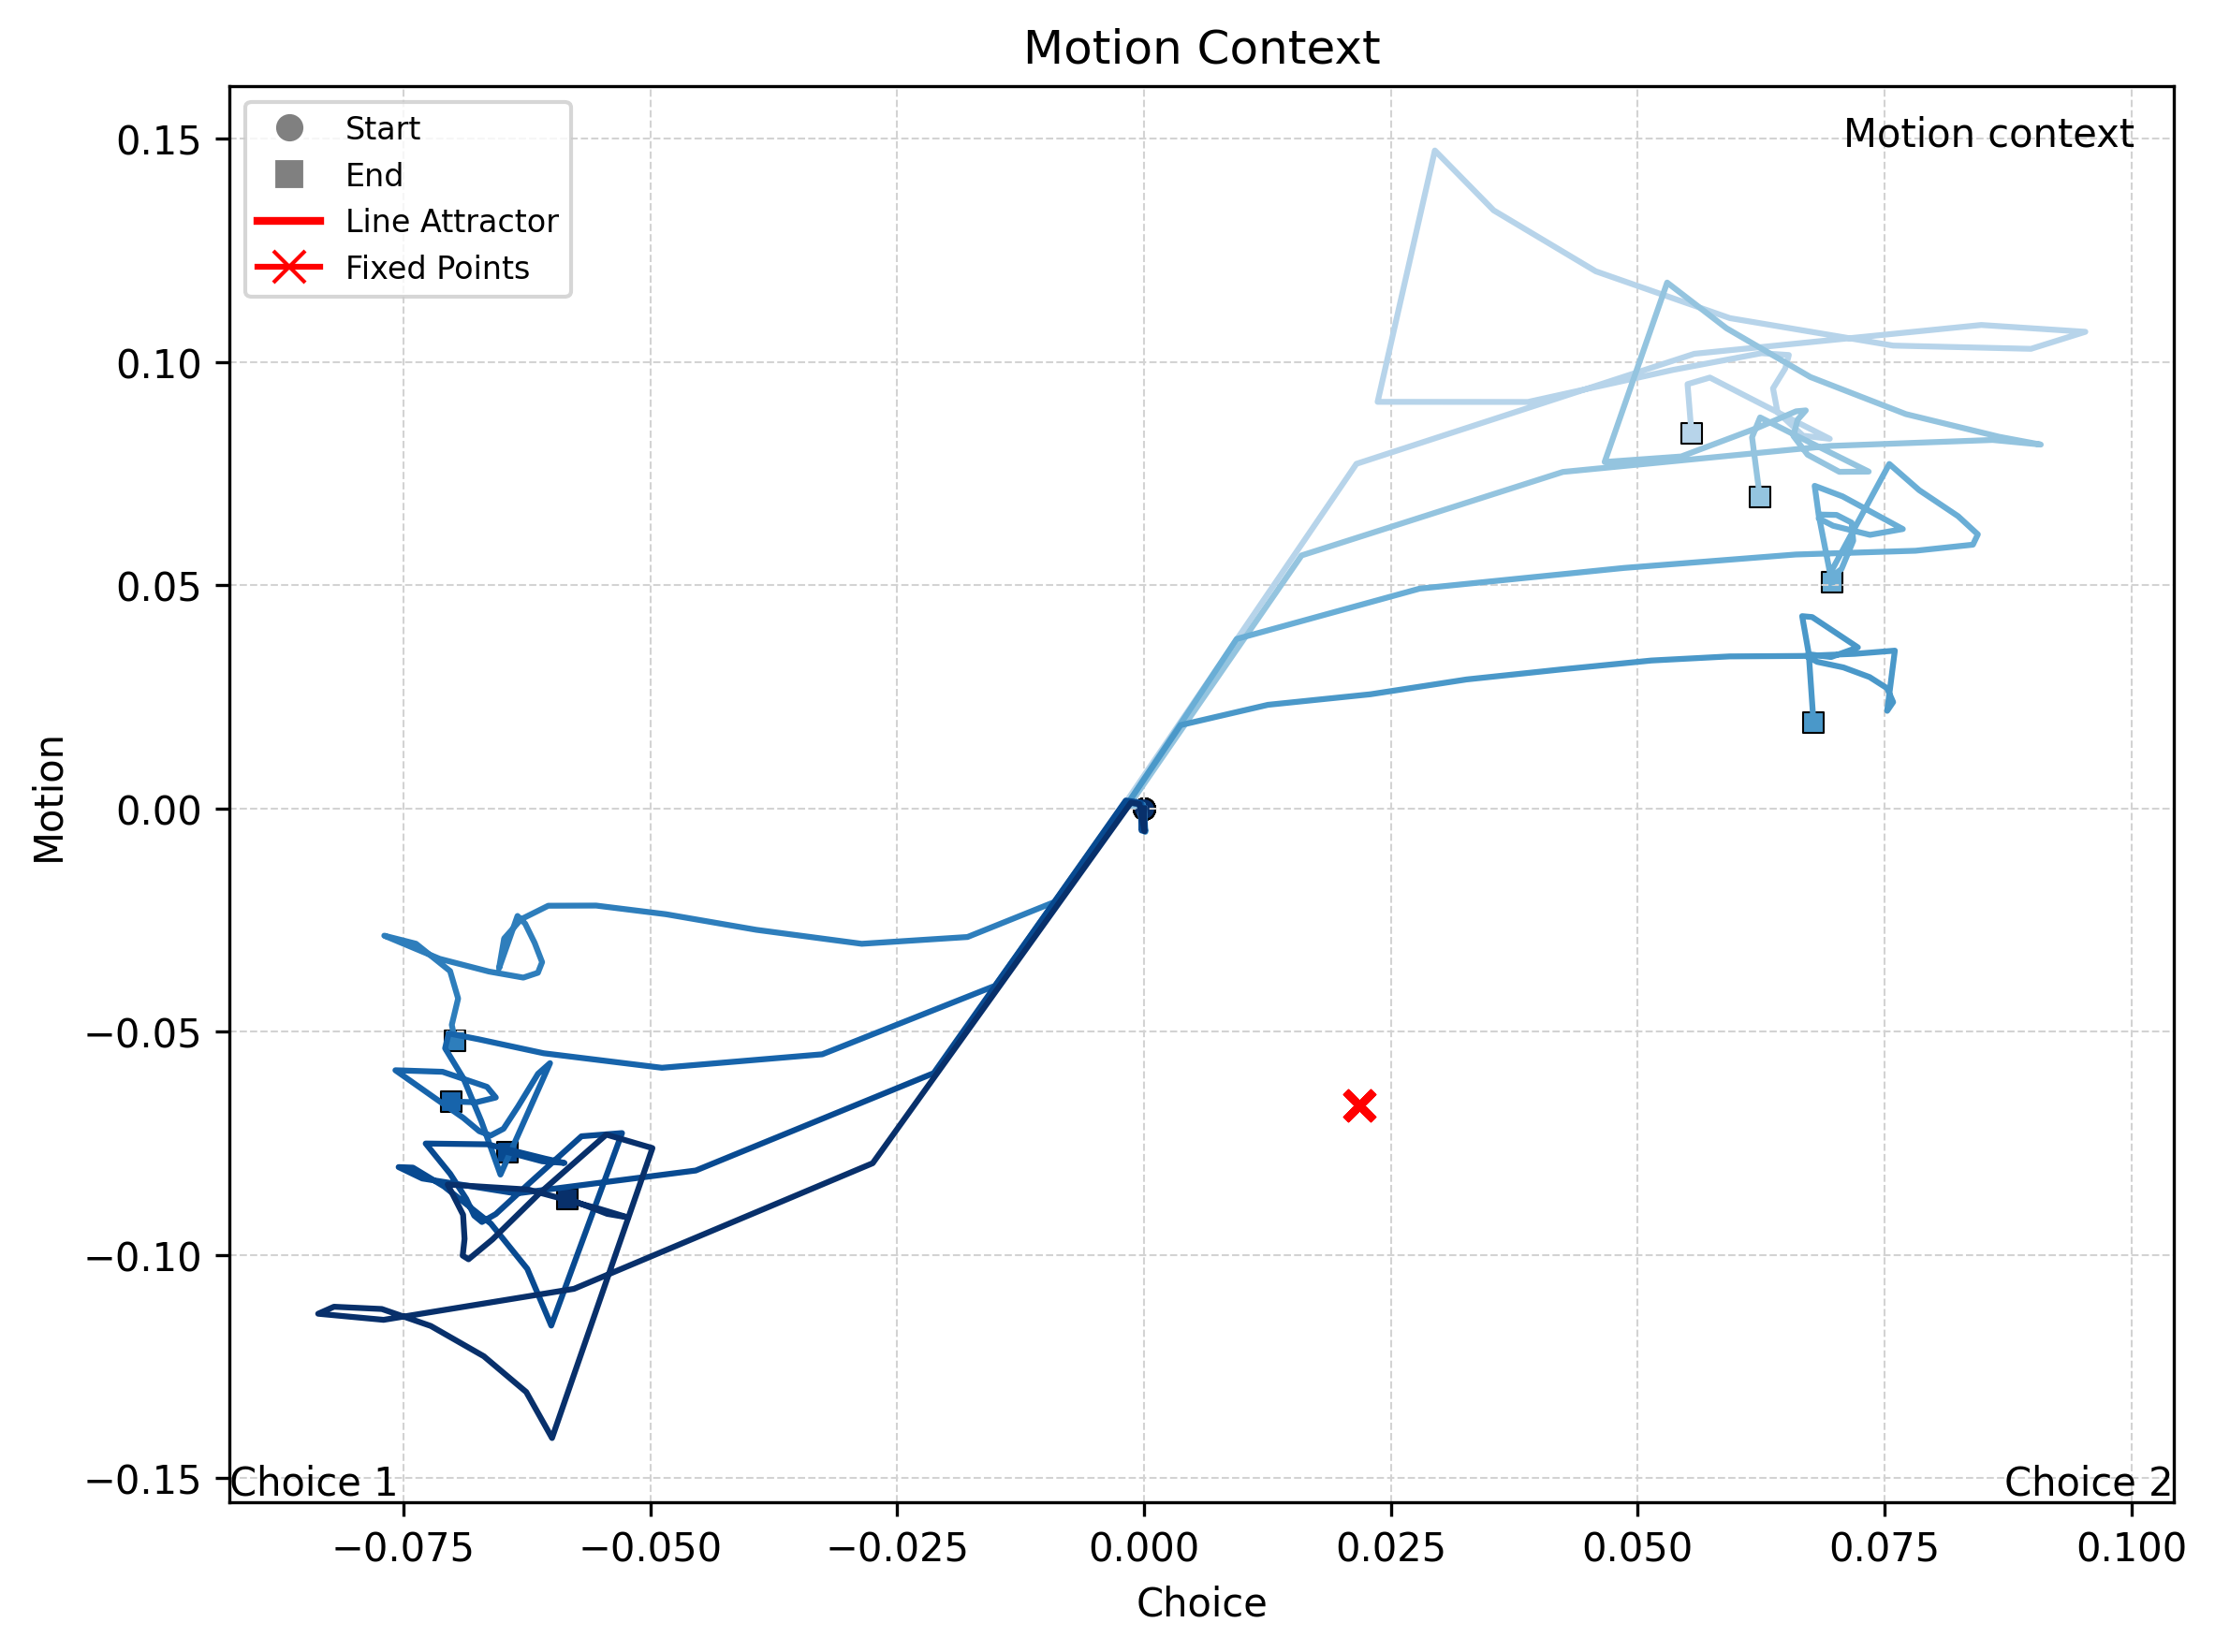 Motion Context
Start
End
Line Attractor
Fixed Points
Motion context
0.15
0.10
0.05
0.00
−0.05
−0.10
−0.15
Motion
Choice 1
Choice 2
−0.075
−0.050
−0.025
0.000
0.025
0.050
0.075
0.100
Choice